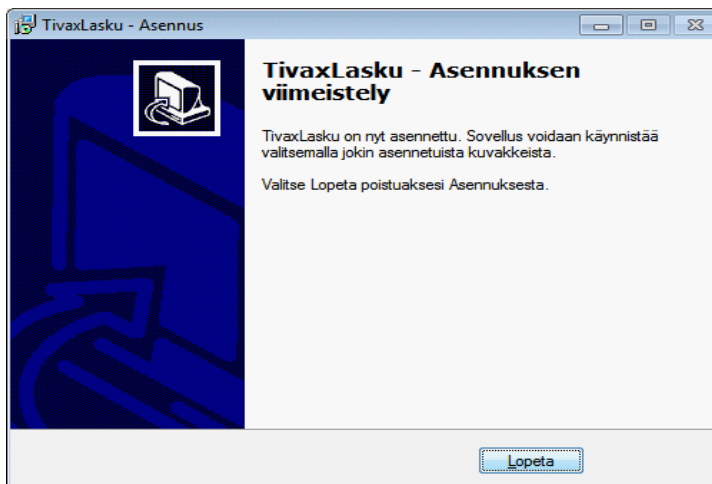 TivaxLasku - Asennus
TivaxLasku - Asennuksen
viimeistely
TivaxLasku on nyt asennettu. Sovellus voidaan käynnistää
valitsemalla jokin asennetuista kuvakkeista.
Valitse Lopeta poistuaksesi Asennuksesta.
Lopeta